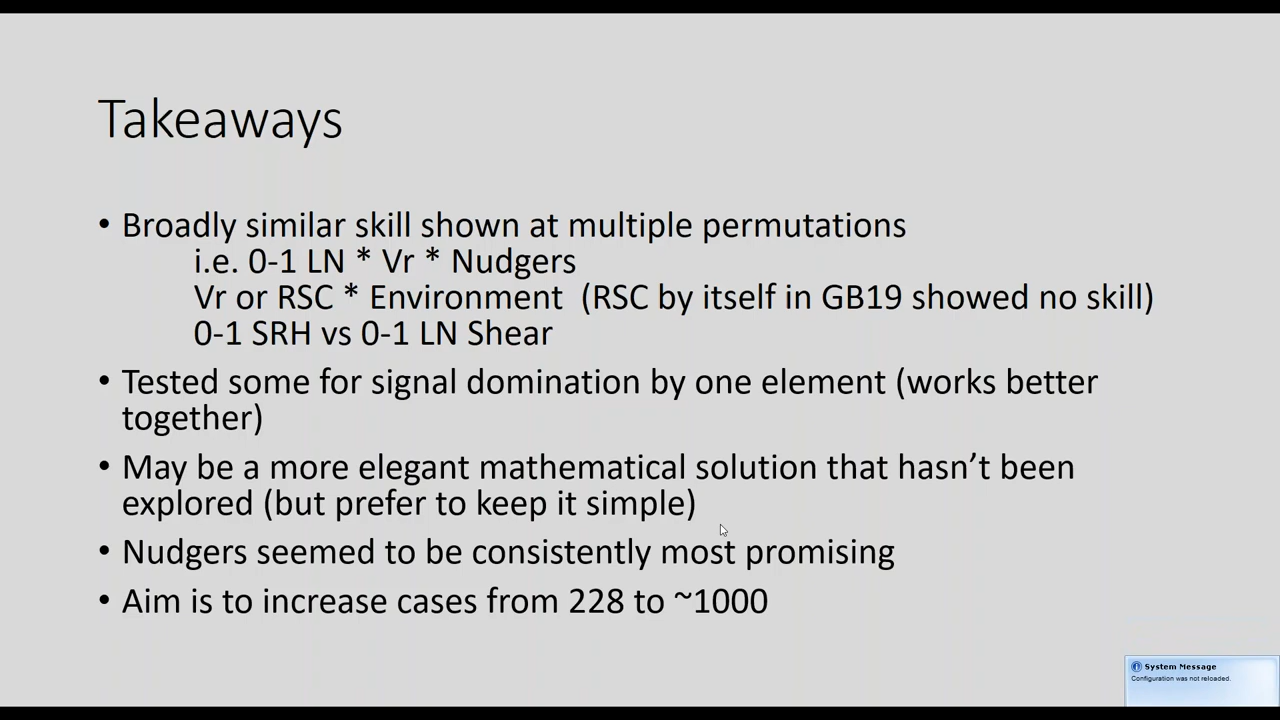 Takeaways
• Broadly similar skill shown at multiple permutations
i.e. 0-1 LN * Vr * Nudgers
Vr or RSC * Environment (RSC by itself in GB19 showed no skill)
0-1 SRH vs 0-1 LN Shear
• Tested some for signal domination by one element (works better
together)
• May be a more elegant mathematical solution that hasn’t been
explored (but prefer to keep it simple)
• Nudgers seemed to be consistently most promising
• Aim is to increase cases from 228 to ~1000
System Message
Configuration was not reloaded.